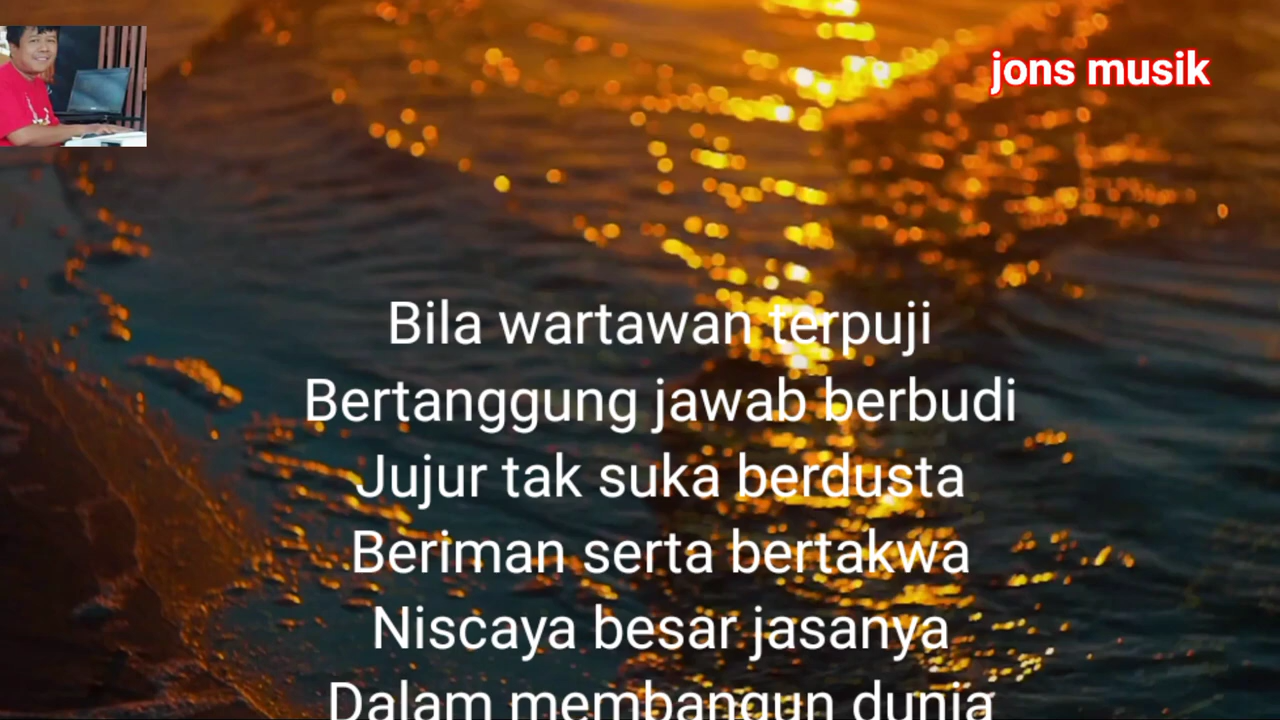 jons musik
Bila wartawan terpuji
Bertanggung jawab berbudi
Jujur tak suka berdusta
Beriman serta bertakwa
Niscaya besar jasanya
Dalam membangun dunia